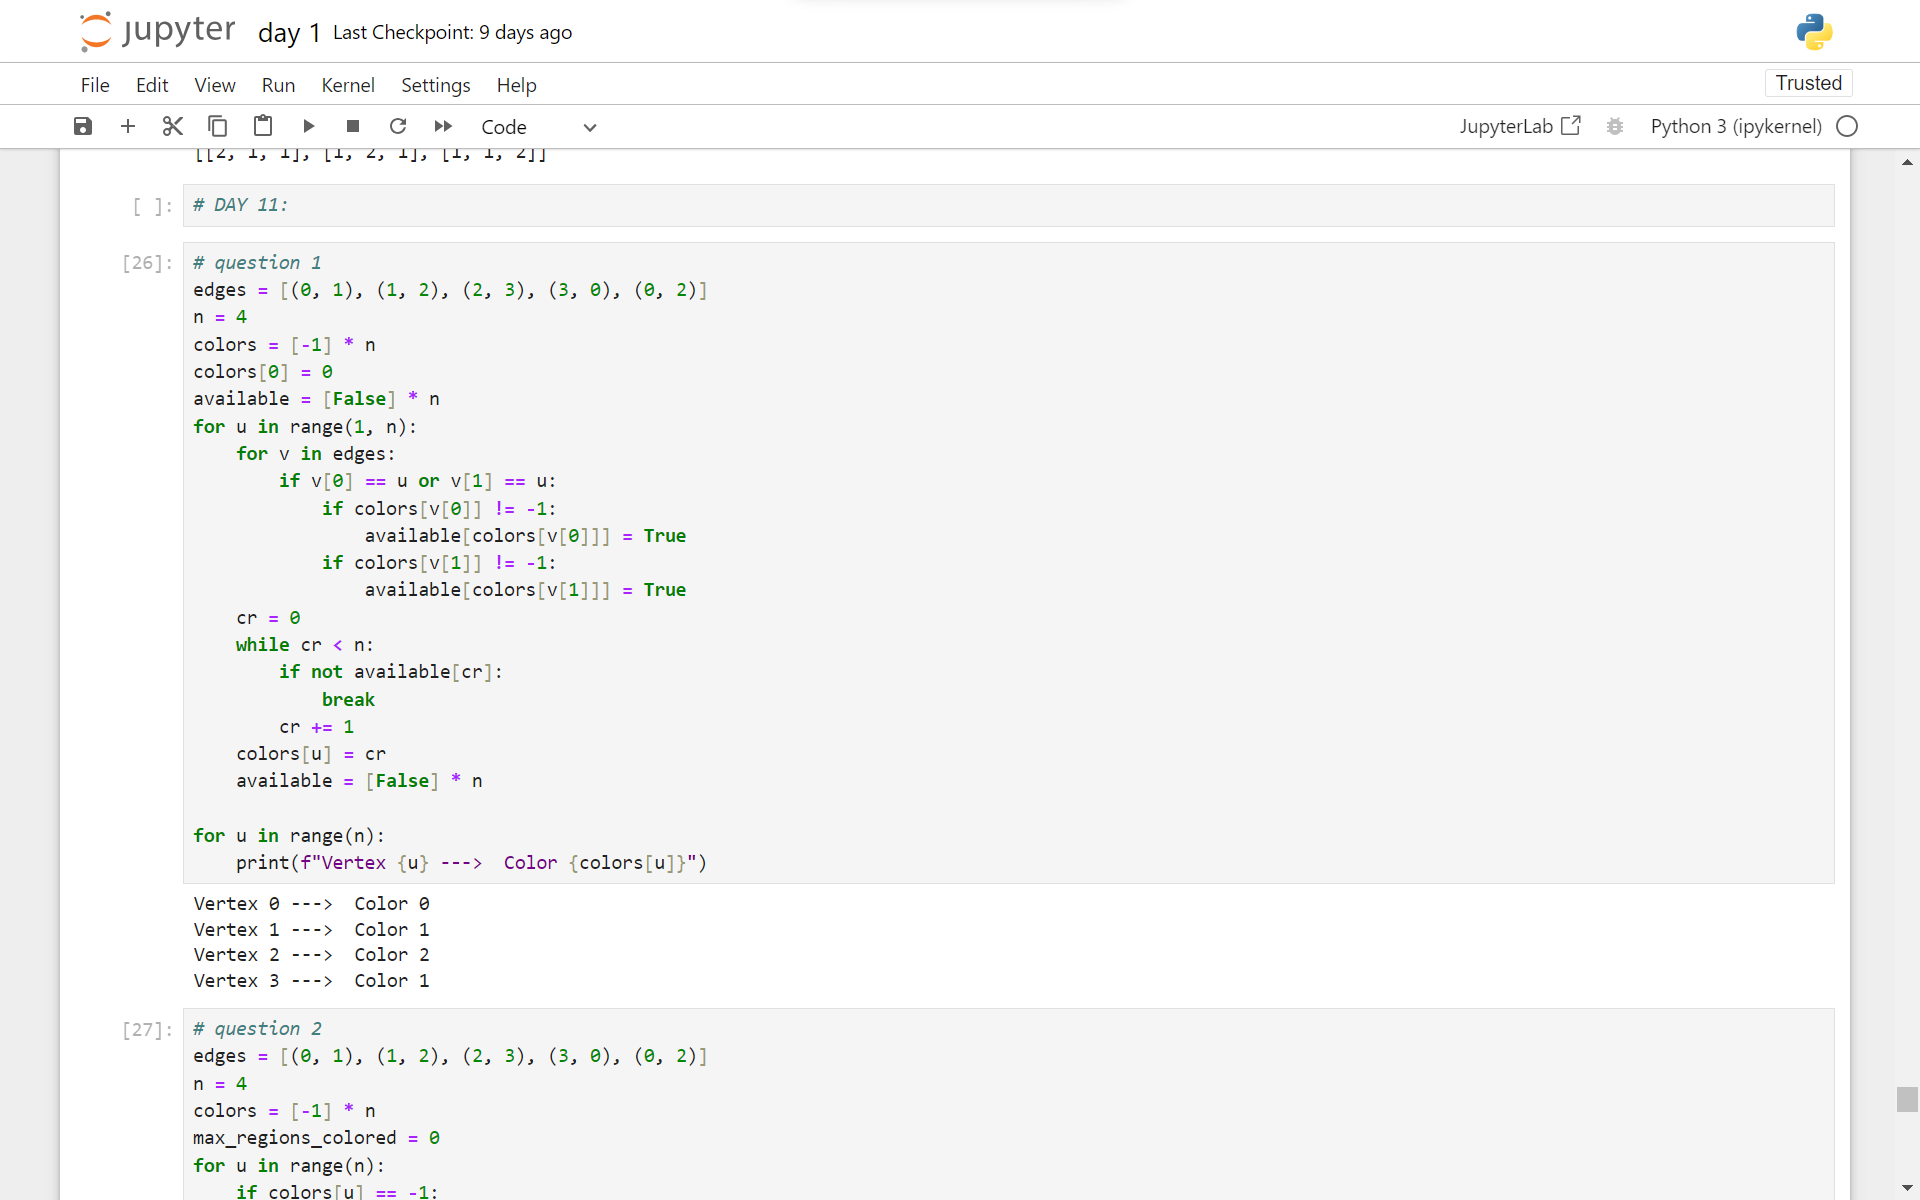 jupyter day 1 Last Checkpoint: 9 days ago
File Edit View Run Kernel Settings Help Trusted
Code JupyterLab Python 3 (ipykernel)
[[2, 1, 1], [1, 2, 1], [1, 1, 2]]
[ ]: # DAY 11:
[26]: # question 1
edges = [(0, 1), (1, 2), (2, 3), (3, 0), (0, 2)]
n = 4
colors = [-1] * n
colors[0] = 0
available = [False] * n
for u in range(1, n):
    for v in edges:
        if v[0] == u or v[1] == u:
            if colors[v[0]] != -1:
                available[colors[v[0]]] = True
            if colors[v[1]] != -1:
                available[colors[v[1]]] = True
    cr = 0
    while cr < n:
        if not available[cr]:
            break
        cr += 1
    colors[u] = cr
    available = [False] * n
for u in range(n):
    print(f"Vertex {u} --->  Color {colors[u]}")
Vertex 0 --->  Color 0
Vertex 1 --->  Color 1
Vertex 2 --->  Color 2
Vertex 3 --->  Color 1
[27]: # question 2
edges = [(0, 1), (1, 2), (2, 3), (3, 0), (0, 2)]
n = 4
colors = [-1] * n
max_regions_colored = 0
for u in range(n):
    if colors[u] == -1: